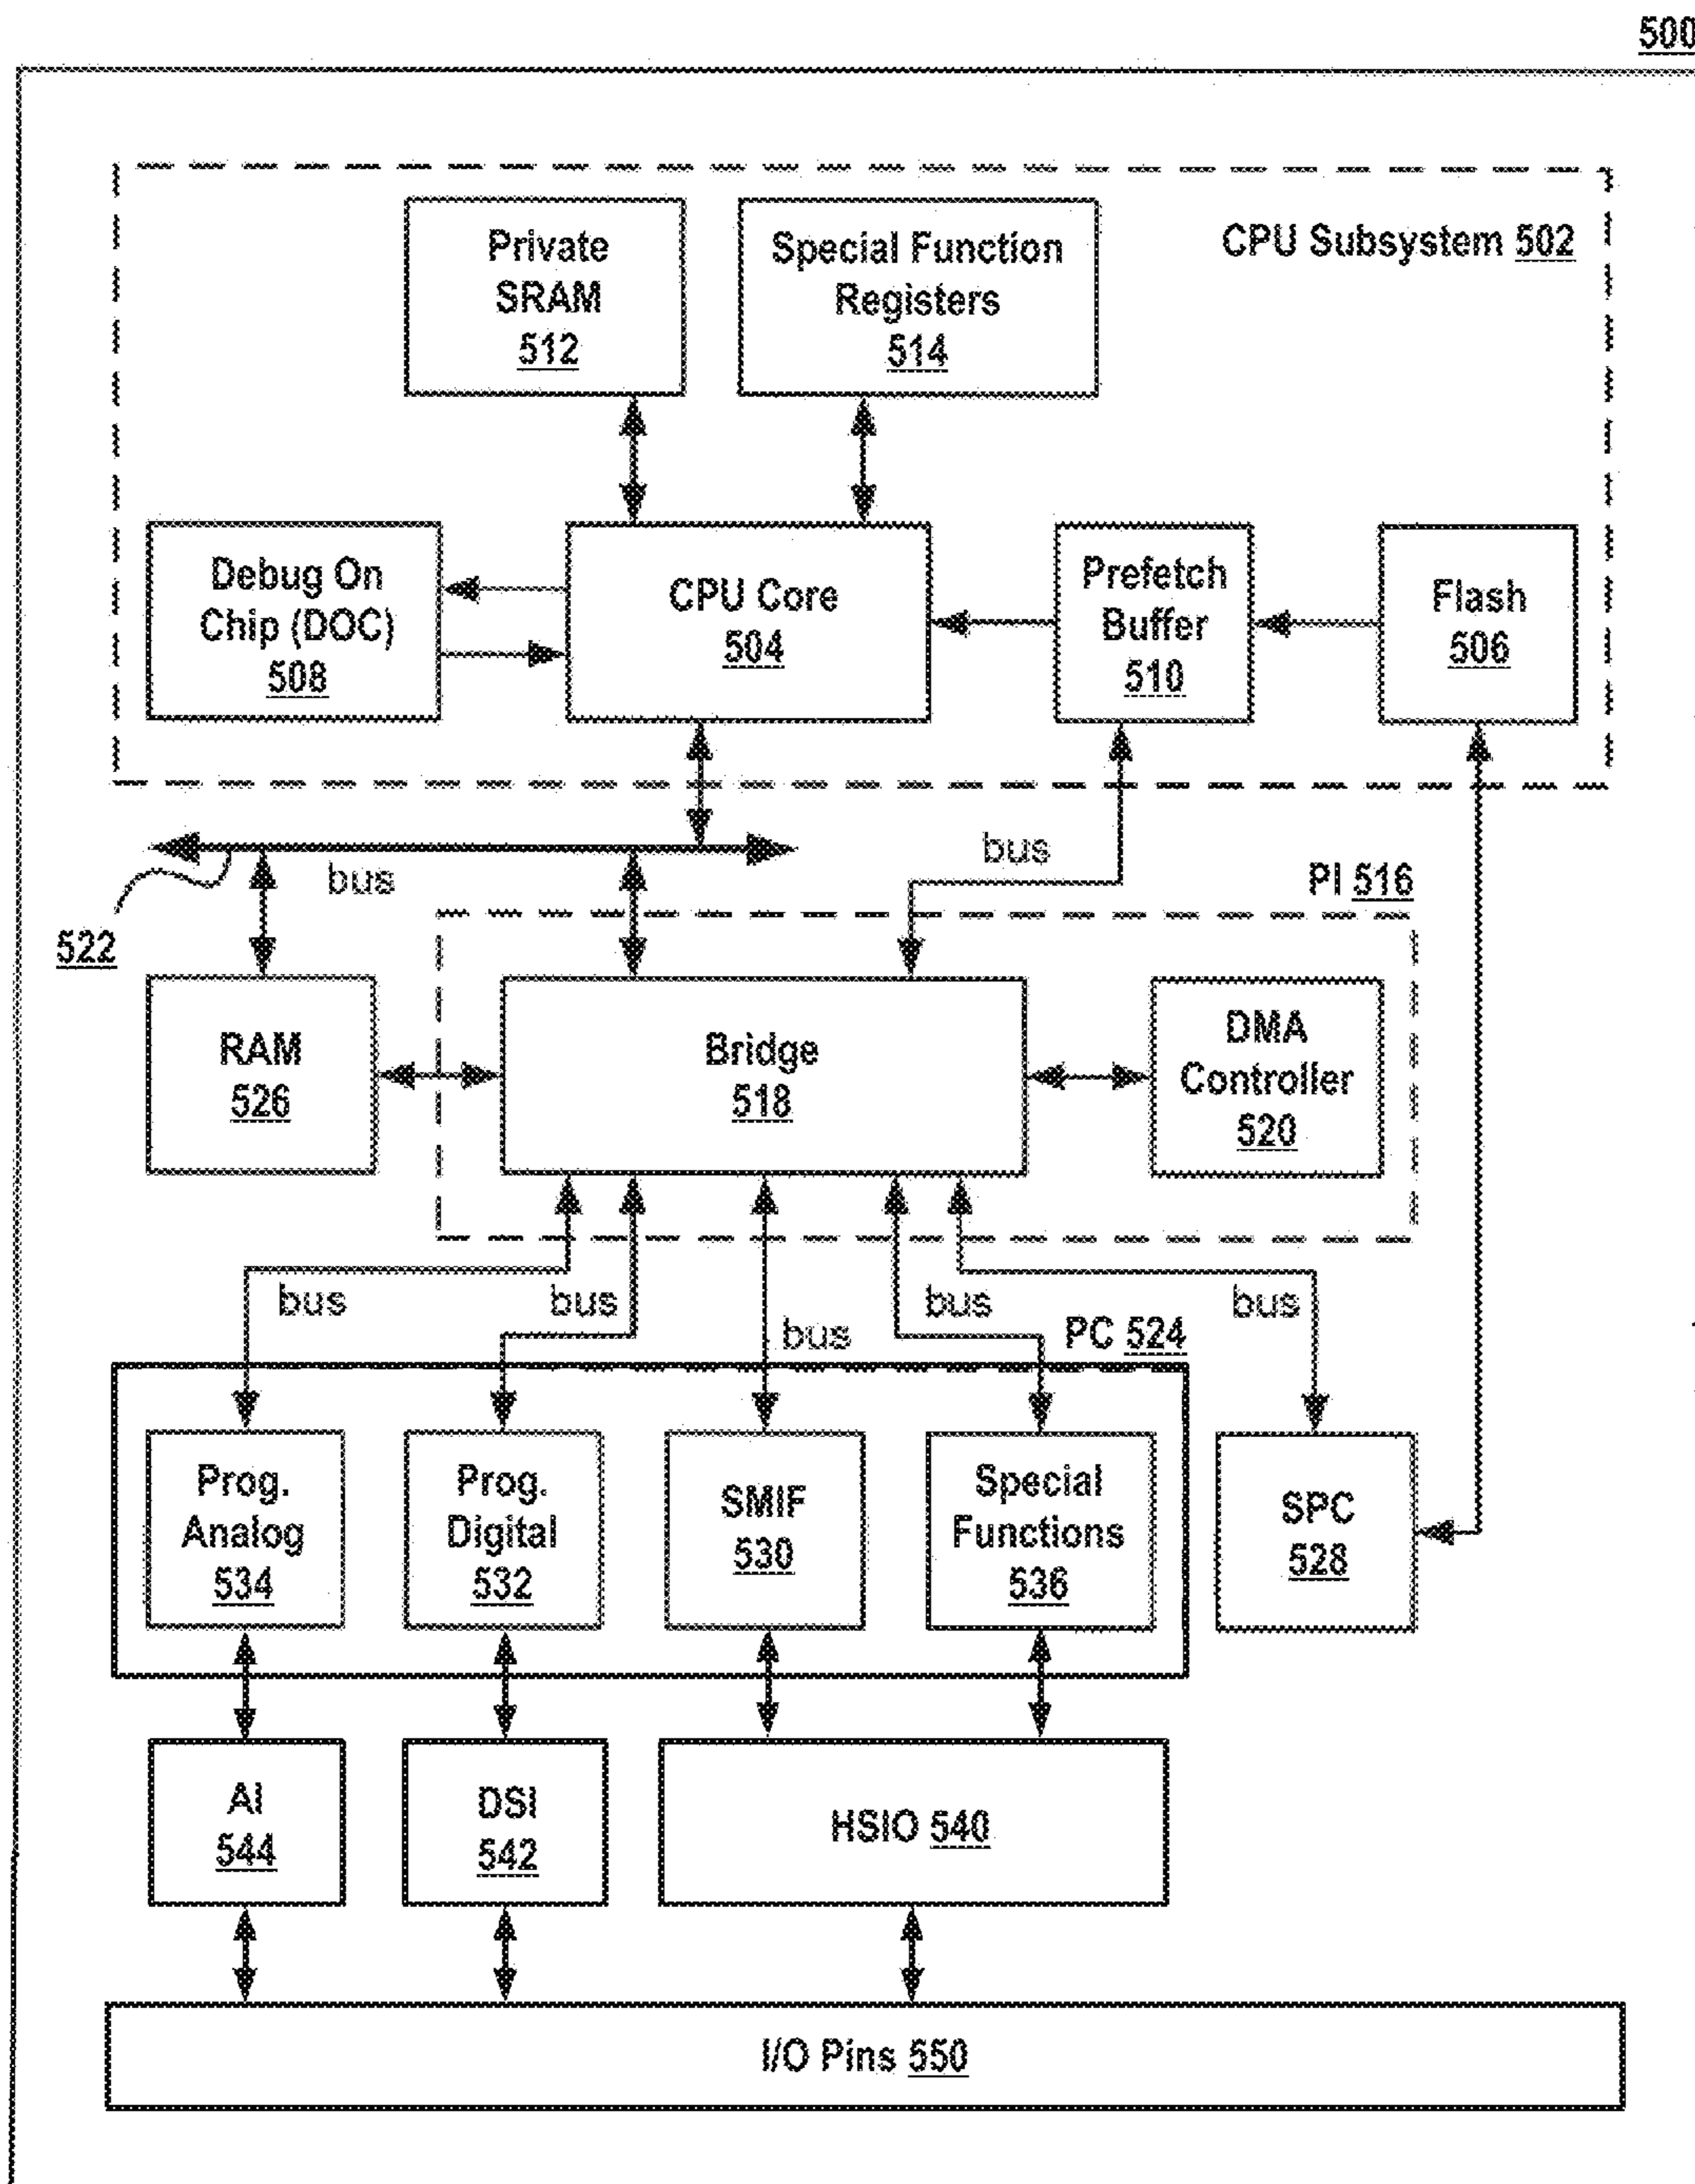 500
CPU Subsystem 502
Private
SRAM
512
Special Function
Registers
514
Debug On
Chip (DOC)
508
CPU Core
504
Prefetch
Buffer
510
Flash
506
bus
bus
522
PI 516
RAM
526
Bridge
518
DMA
Controller
520
bus
bus
bus
bus
bus
PC 524
Prog.
Analog
534
Prog.
Digital
532
SMIF
530
Special
Functions
536
SPC
528
AI
544
DSI
542
HSIO 540
I/O Pins 550